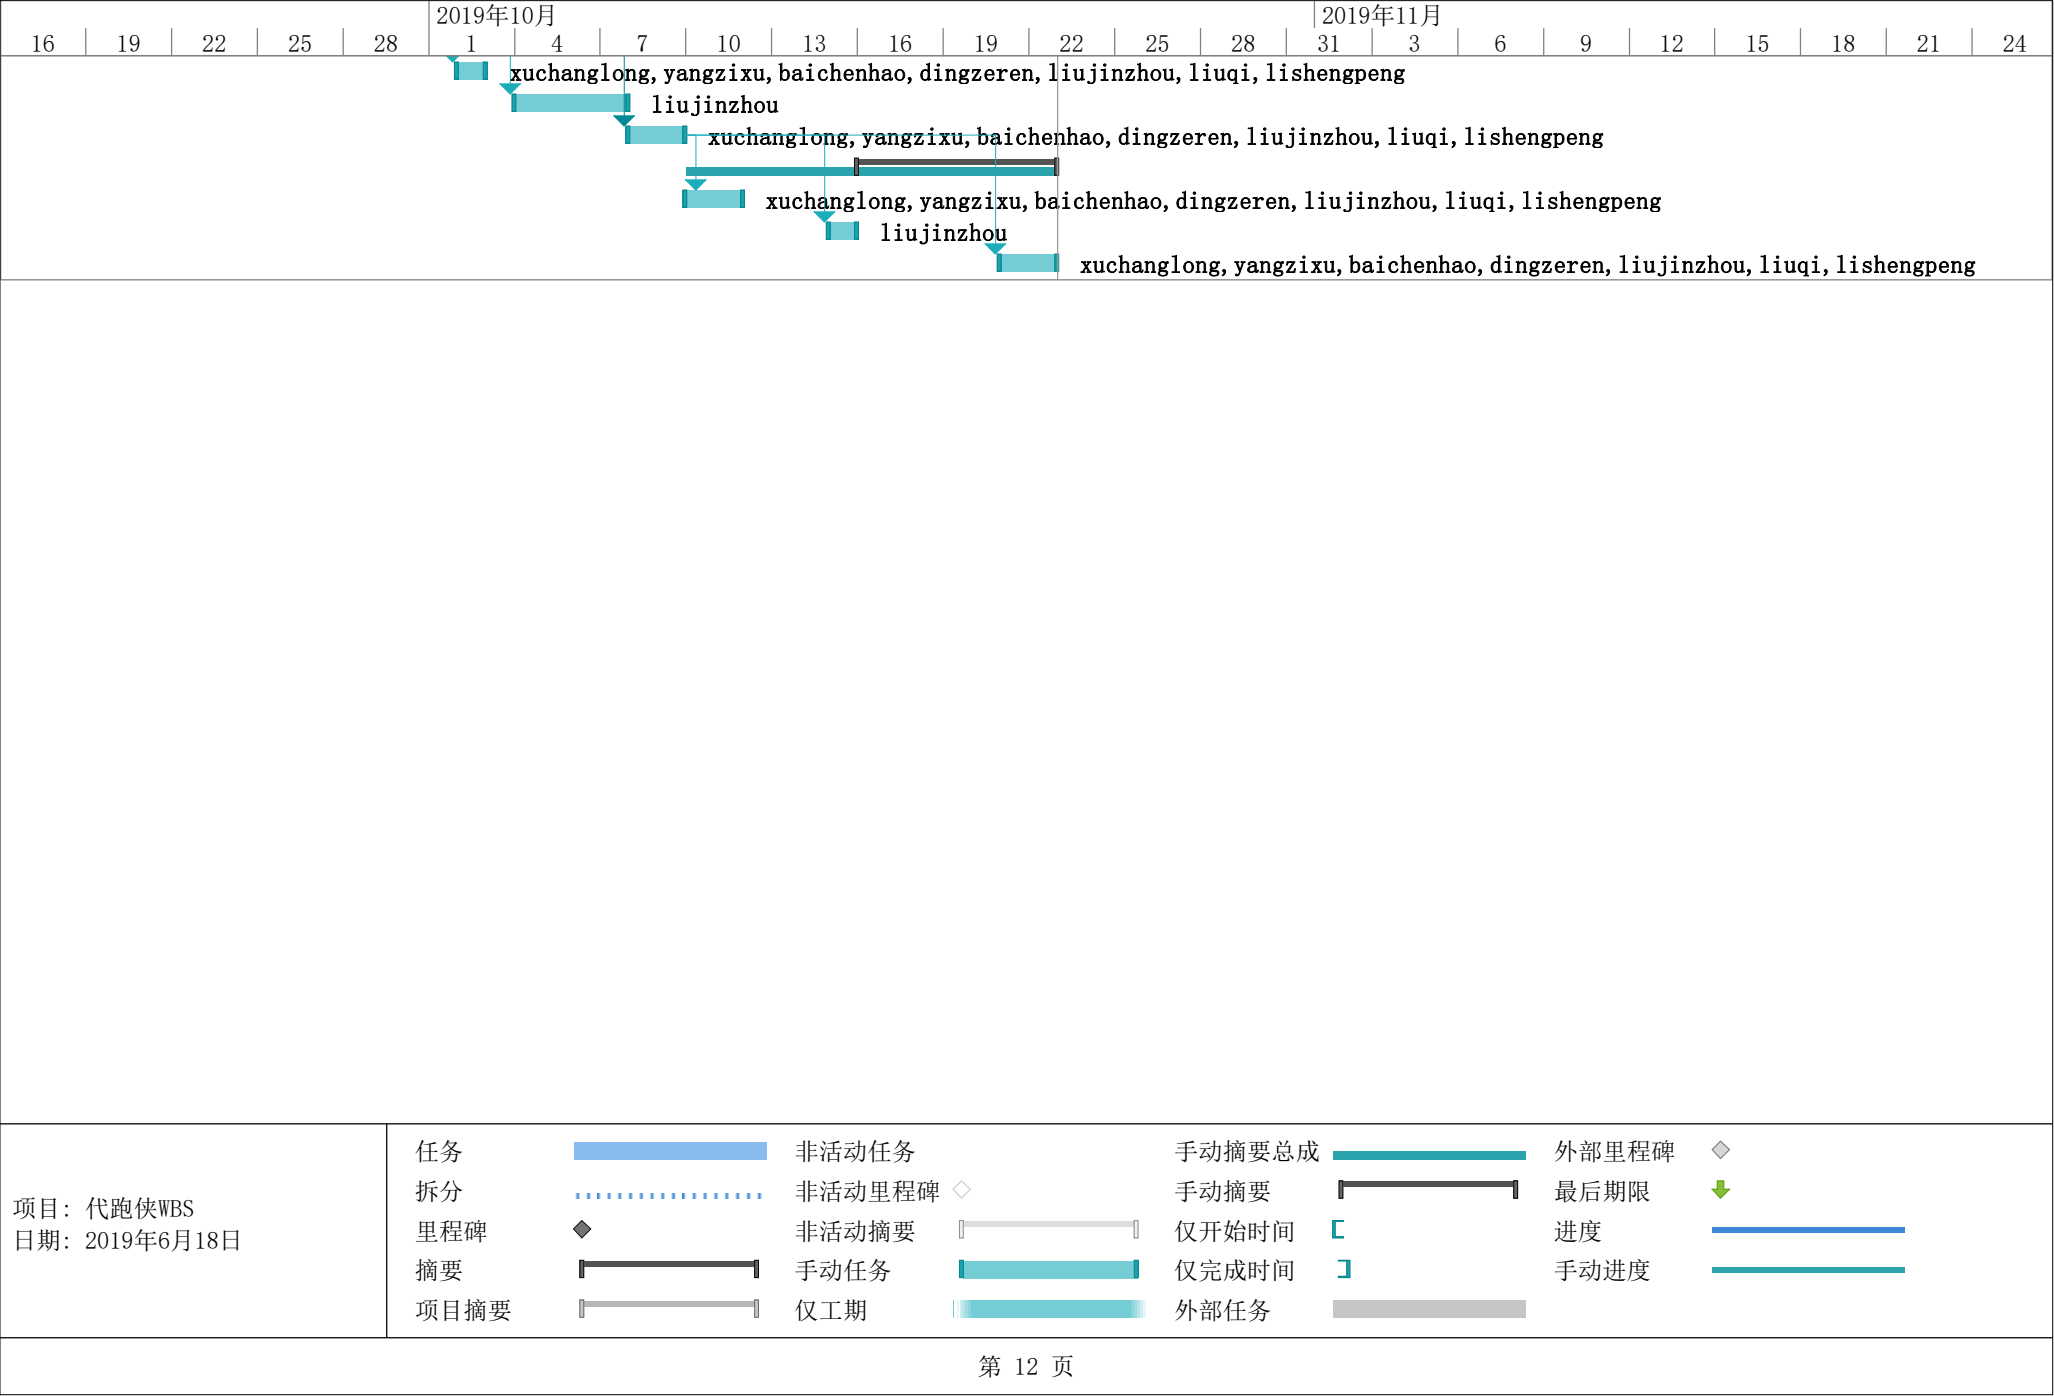 2019年10月 2019年11月
16 19 22 25 28 1 4 7 10 13 16 19 22 25 28 31 3 6 9 12 15 18 21 24
xuchanglong,yangzixu,baichenhao,dingzeren,liujinzhou,liuqi,lishengpeng
liujinzhou
xuchanglong,yangzixu,baichenhao,dingzeren,liujinzhou,liuqi,lishengpeng
xuchanglong,yangzixu,baichenhao,dingzeren,liujinzhou,liuqi,lishengpeng
liujinzhou
xuchanglong,yangzixu,baichenhao,dingzeren,liujinzhou,liuqi,lishengpeng
项目: 代跑侠WBS
日期: 2019年6月18日
任务 非活动任务 手动摘要总成 外部里程碑
拆分 非活动里程碑 手动摘要 最后期限
里程碑 非活动摘要 仅开始时间 进度
摘要 手动任务 仅完成时间 手动进度
项目摘要 仅工期 外部任务
第 12 页